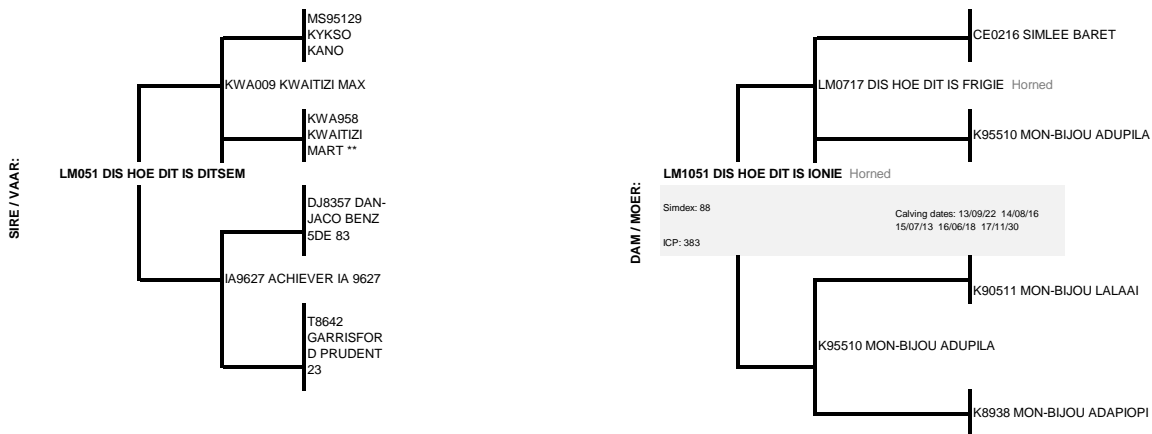 SIRE / VAAR:
MS95129
KYKSO
KANO
KWA009 KWAITIZI MAX
KWA958
KWAITIZI
MART **
LM051 DIS HOE DIT IS DITSEM
DJ8357 DAN-
JACO BENZ
5DE 83
IA9627 ACHIEVER IA 9627
T8642
GARRISFOR
D PRUDENT
23
DAM / MOER:
CE0216 SIMLEE BARET
LM0717 DIS HOE DIT IS FRIGIE Horned
K95510 MON-BIJOU ADUPILA
LM1051 DIS HOE DIT IS IONIE Horned
Simdex: 88
Calving dates: 13/09/22 14/08/16
15/07/13 16/06/18 17/11/30
ICP: 383
K90511 MON-BIJOU LALAAI
K95510 MON-BIJOU ADUPILA
K8938 MON-BIJOU ADAPIOPI